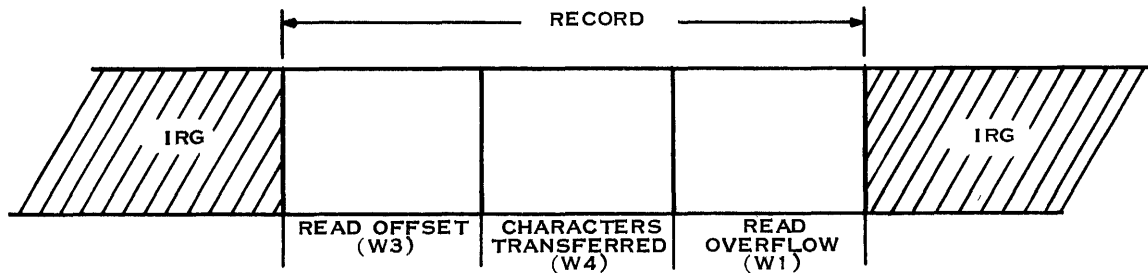 RECORD
IRG
IRG
READ OFFSET
(W3)
CHARACTERS
TRANSFERRED
(W4)
READ
OVERFLOW
(W1)